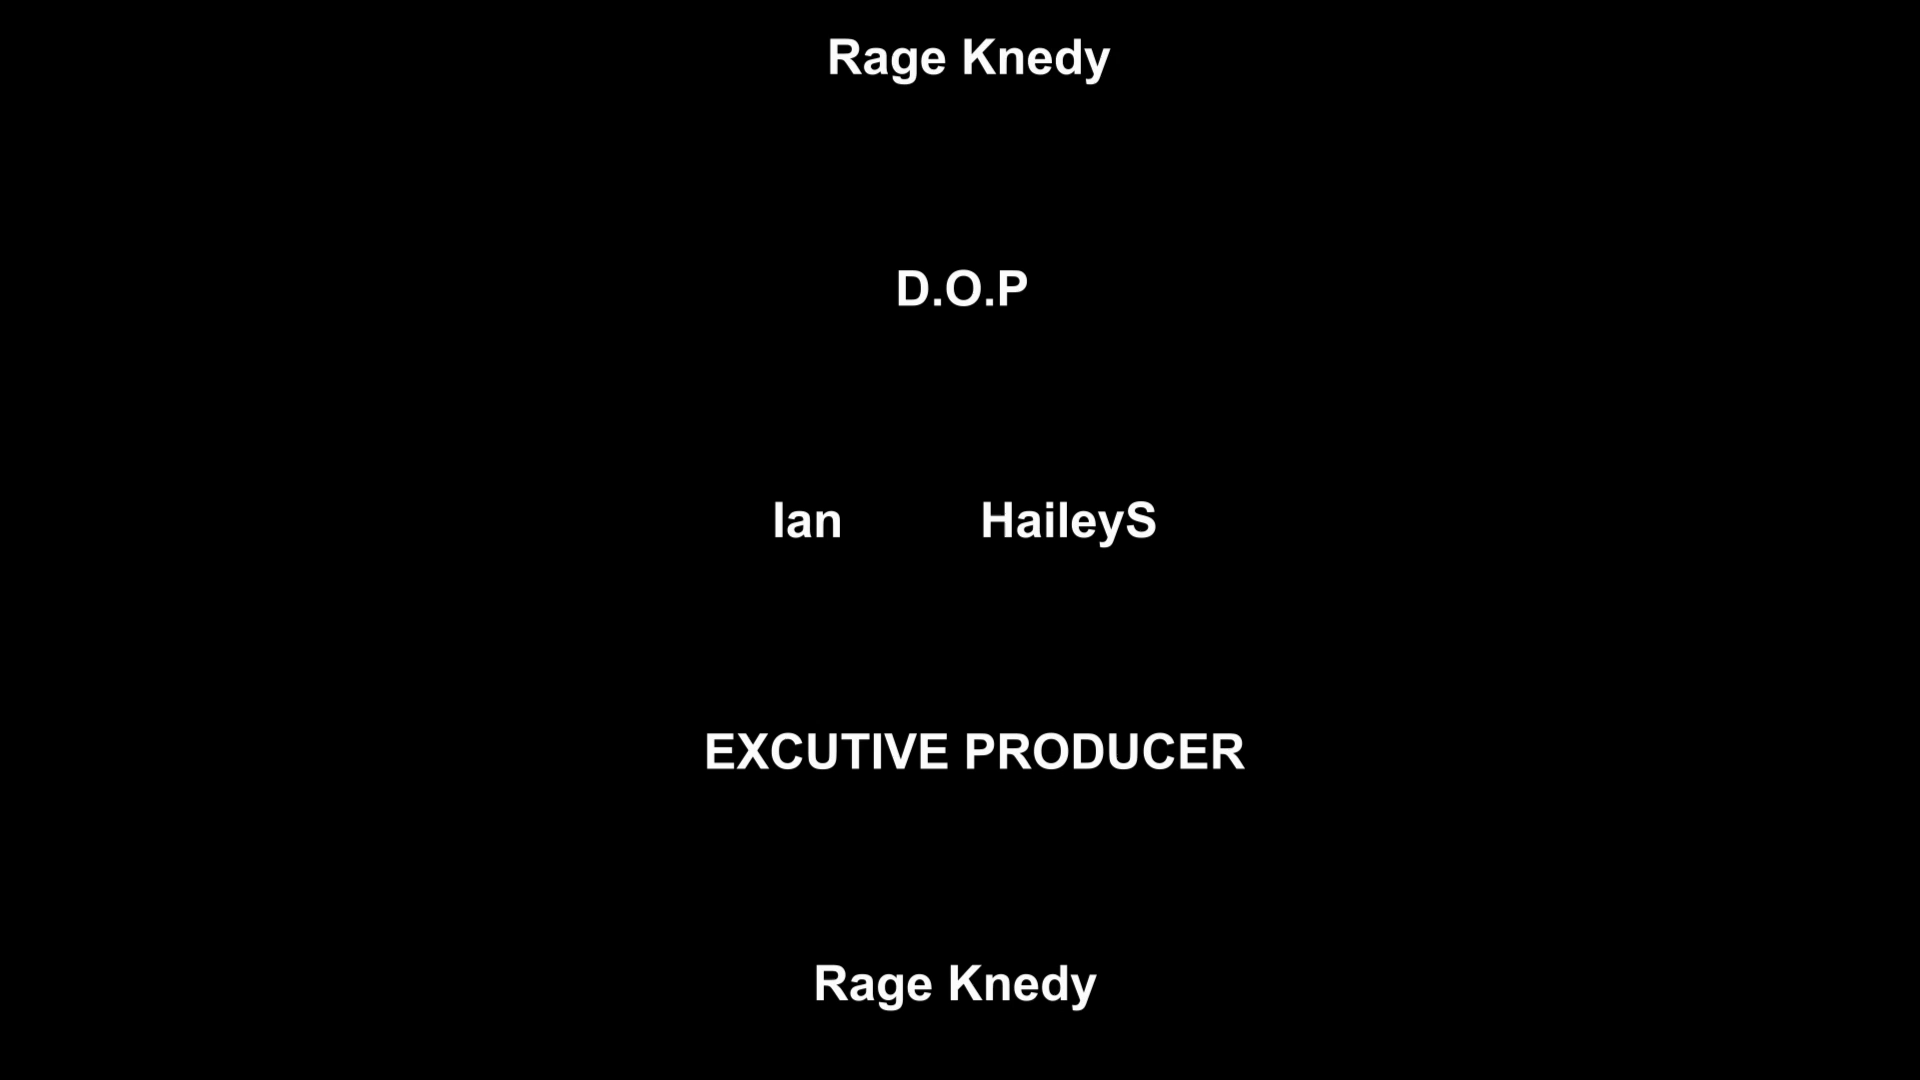 Rage Knedy
D.O.P
Ian HaileyS
EXCUTIVE PRODUCER
Rage Knedy